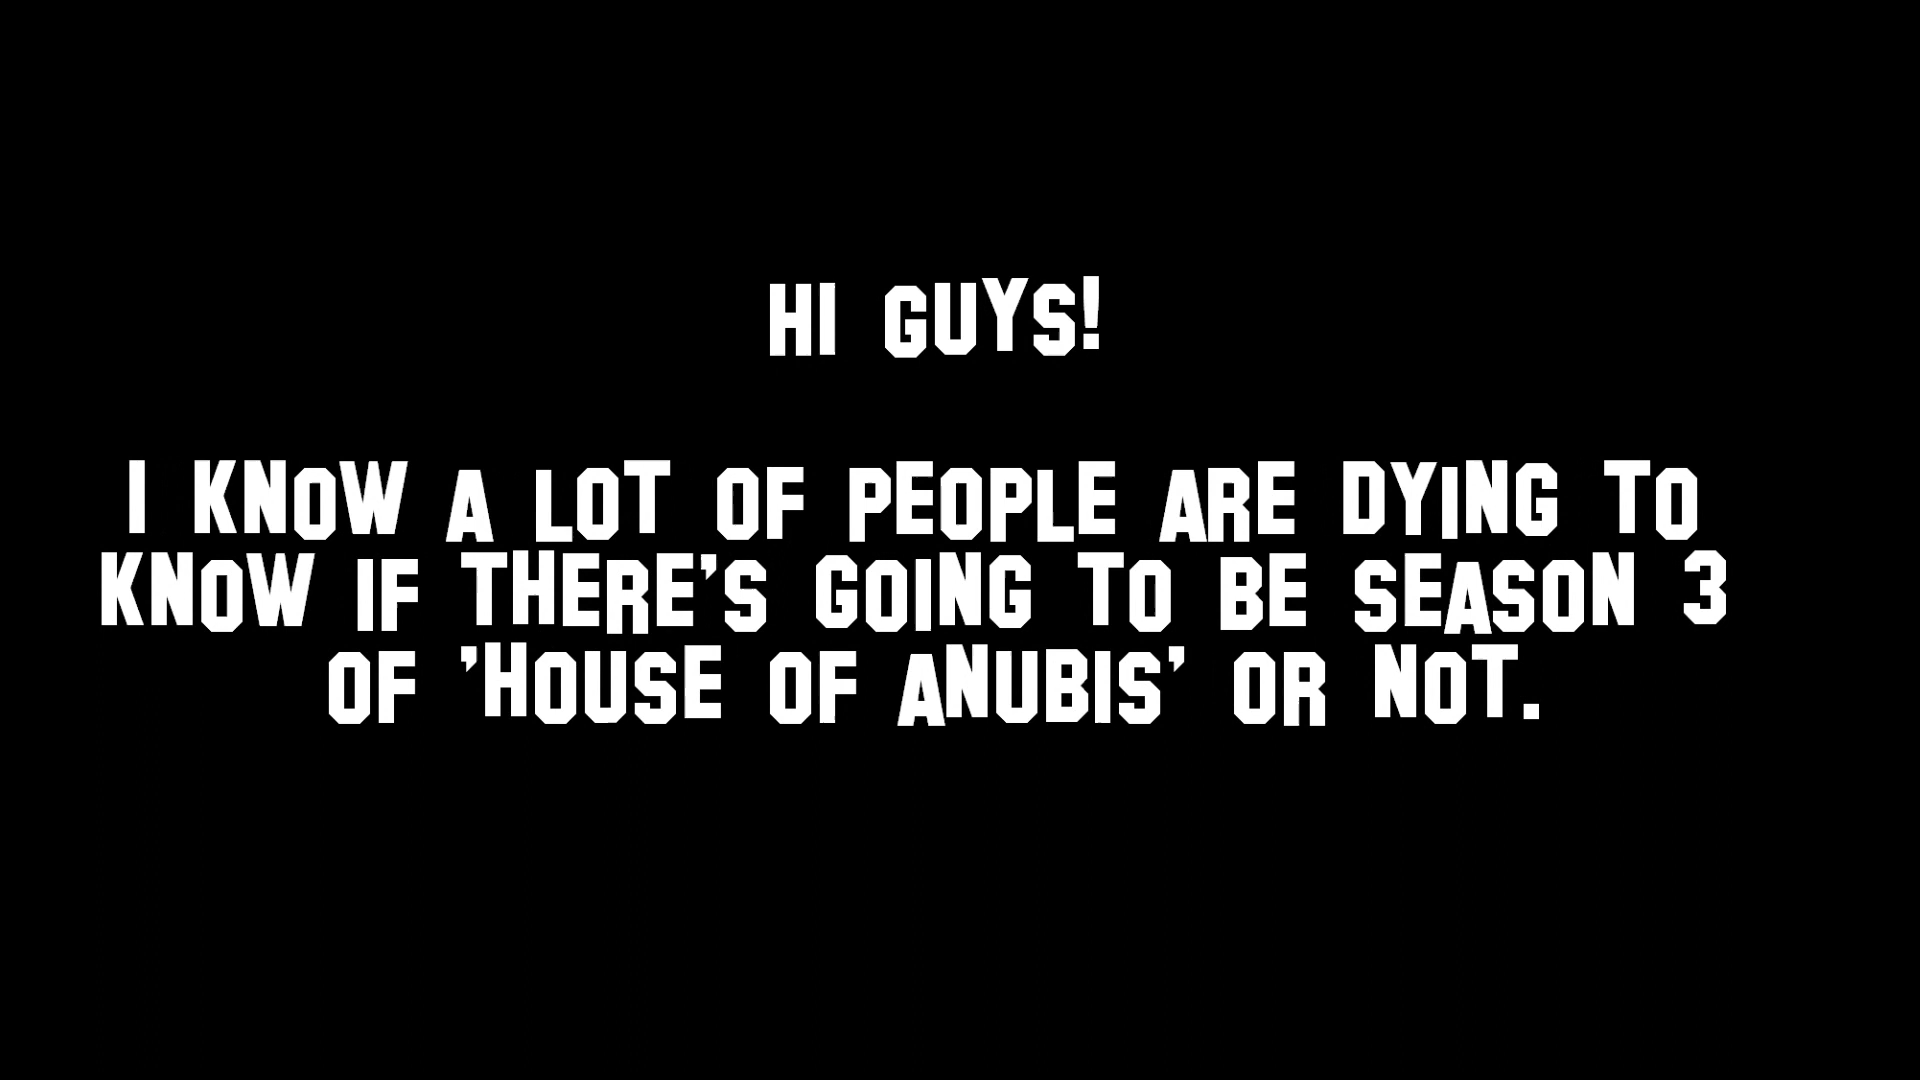 HI GUYS!
I KNOW A LOT OF PEOPLE ARE DYING TO
KNOW IF THERE'S GOING TO BE SEASON 3
OF 'HOUSE OF ANUBIS' OR NOT.